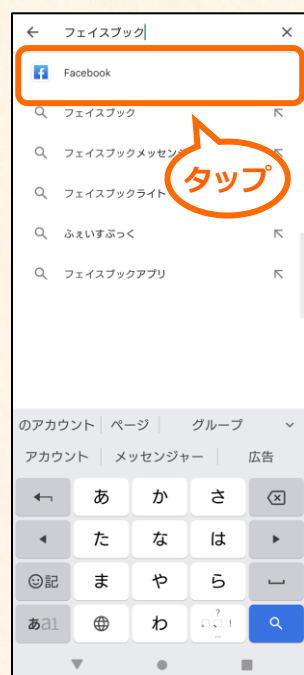 フェイスブック
Facebook
フェイスブック
フェイスブックメッセンジ
フェイスブックライト
タップ
ふぇいすぶっく
フェイスブックアプリ
のアカウント ページ グループ
アカウント メッセンジャー 広告
あ か さ
た な は
☺記 ま や ら
あa1 わ 、。?!